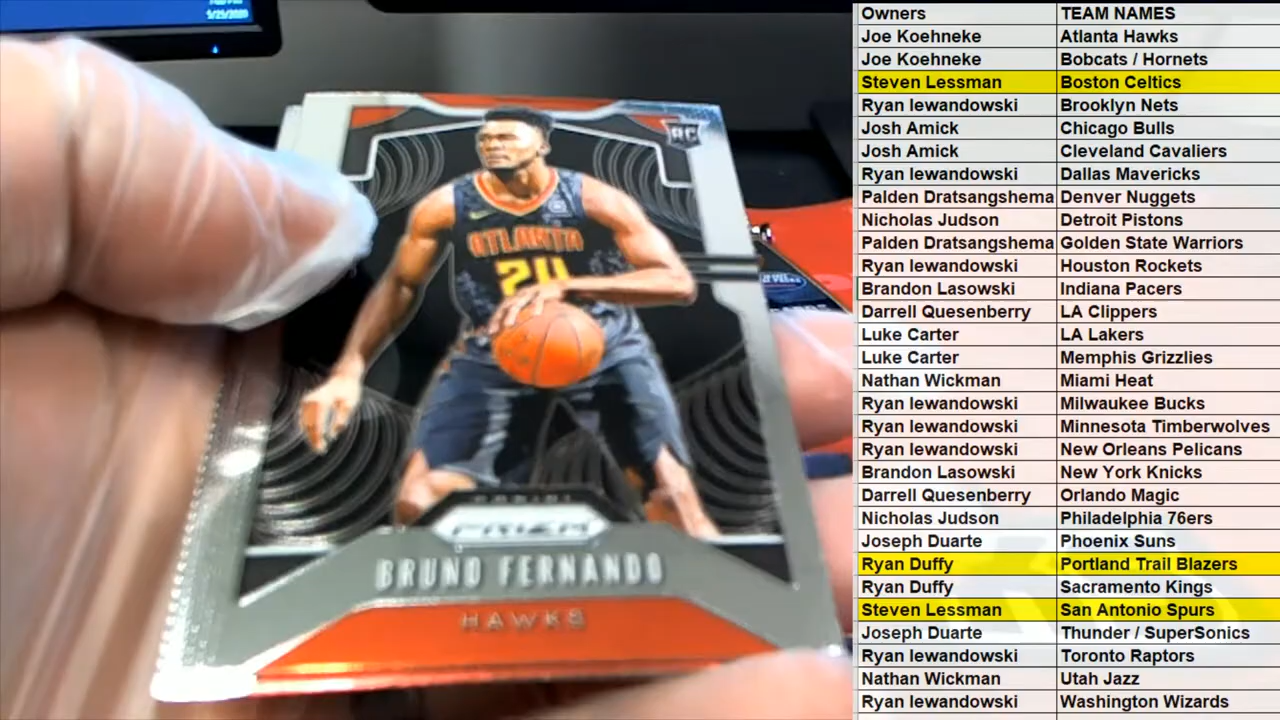 5/25/2020
RC
ATLANTA
24
PANINI
PRIZM
BRUNO FERNANDO
HAWKS
Owners TEAM NAMES
Joe Koehneke Atlanta Hawks
Joe Koehneke Bobcats / Hornets
Steven Lessman Boston Celtics
Ryan lewandowski Brooklyn Nets
Josh Amick Chicago Bulls
Josh Amick Cleveland Cavaliers
Ryan lewandowski Dallas Mavericks
Palden Dratsangshema Denver Nuggets
Nicholas Judson Detroit Pistons
Palden Dratsangshema Golden State Warriors
Ryan lewandowski Houston Rockets
Brandon Lasowski Indiana Pacers
Darrell Quesenberry LA Clippers
Luke Carter LA Lakers
Luke Carter Memphis Grizzlies
Nathan Wickman Miami Heat
Ryan lewandowski Milwaukee Bucks
Ryan lewandowski Minnesota Timberwolves
Ryan lewandowski New Orleans Pelicans
Brandon Lasowski New York Knicks
Darrell Quesenberry Orlando Magic
Nicholas Judson Philadelphia 76ers
Joseph Duarte Phoenix Suns
Ryan Duffy Portland Trail Blazers
Ryan Duffy Sacramento Kings
Steven Lessman San Antonio Spurs
Joseph Duarte Thunder / SuperSonics
Ryan lewandowski Toronto Raptors
Nathan Wickman Utah Jazz
Ryan lewandowski Washington Wizards